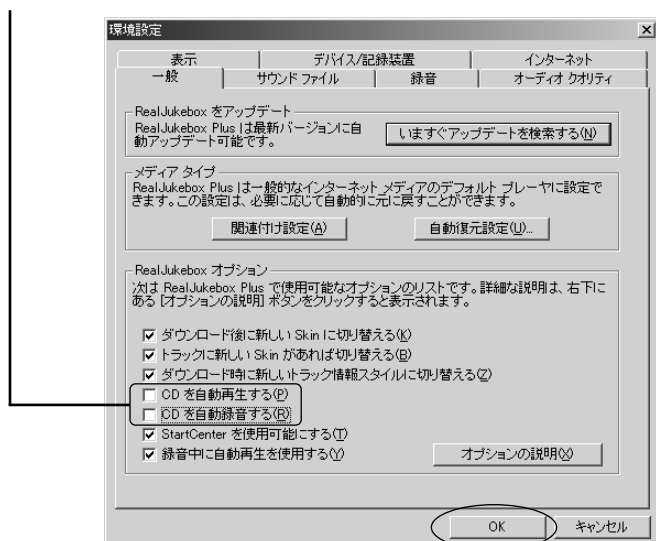 環境設定
表示 デバイス/記録装置 インターネット
一般 サウンド ファイル 録音 オーディオ クオリティ
RealJukebox をアップデート
RealJukebox Plus は最新バージョンに自
動アップデート可能です。
いますぐアップデートを検索する(N)
メディア タイプ
RealJukebox Plus は一般的なインターネット メディアのデフォルト プレーヤに設定で
きます。この設定は、必要に応じて自動的に元に戻すことができます。
関連付け設定(A) 自動復元設定(U)...
RealJukebox オプション
次は RealJukebox Plus で使用可能なオプションのリストです。詳細な説明は、右下に
ある [オプションの説明] ボタンをクリックすると表示されます。
ダウンロード後に新しい Skin に切り替える(K)
トラックに新しい Skin があれば切り替える(B)
ダウンロード時に新しいトラック情報スタイルに切り替える(Z)
CD を自動再生する(P)
CD を自動録音する(R)
StartCenter を使用可能にする(T)
録音中に自動再生を使用する(Y)
オプションの説明(X)
OK キャンセル